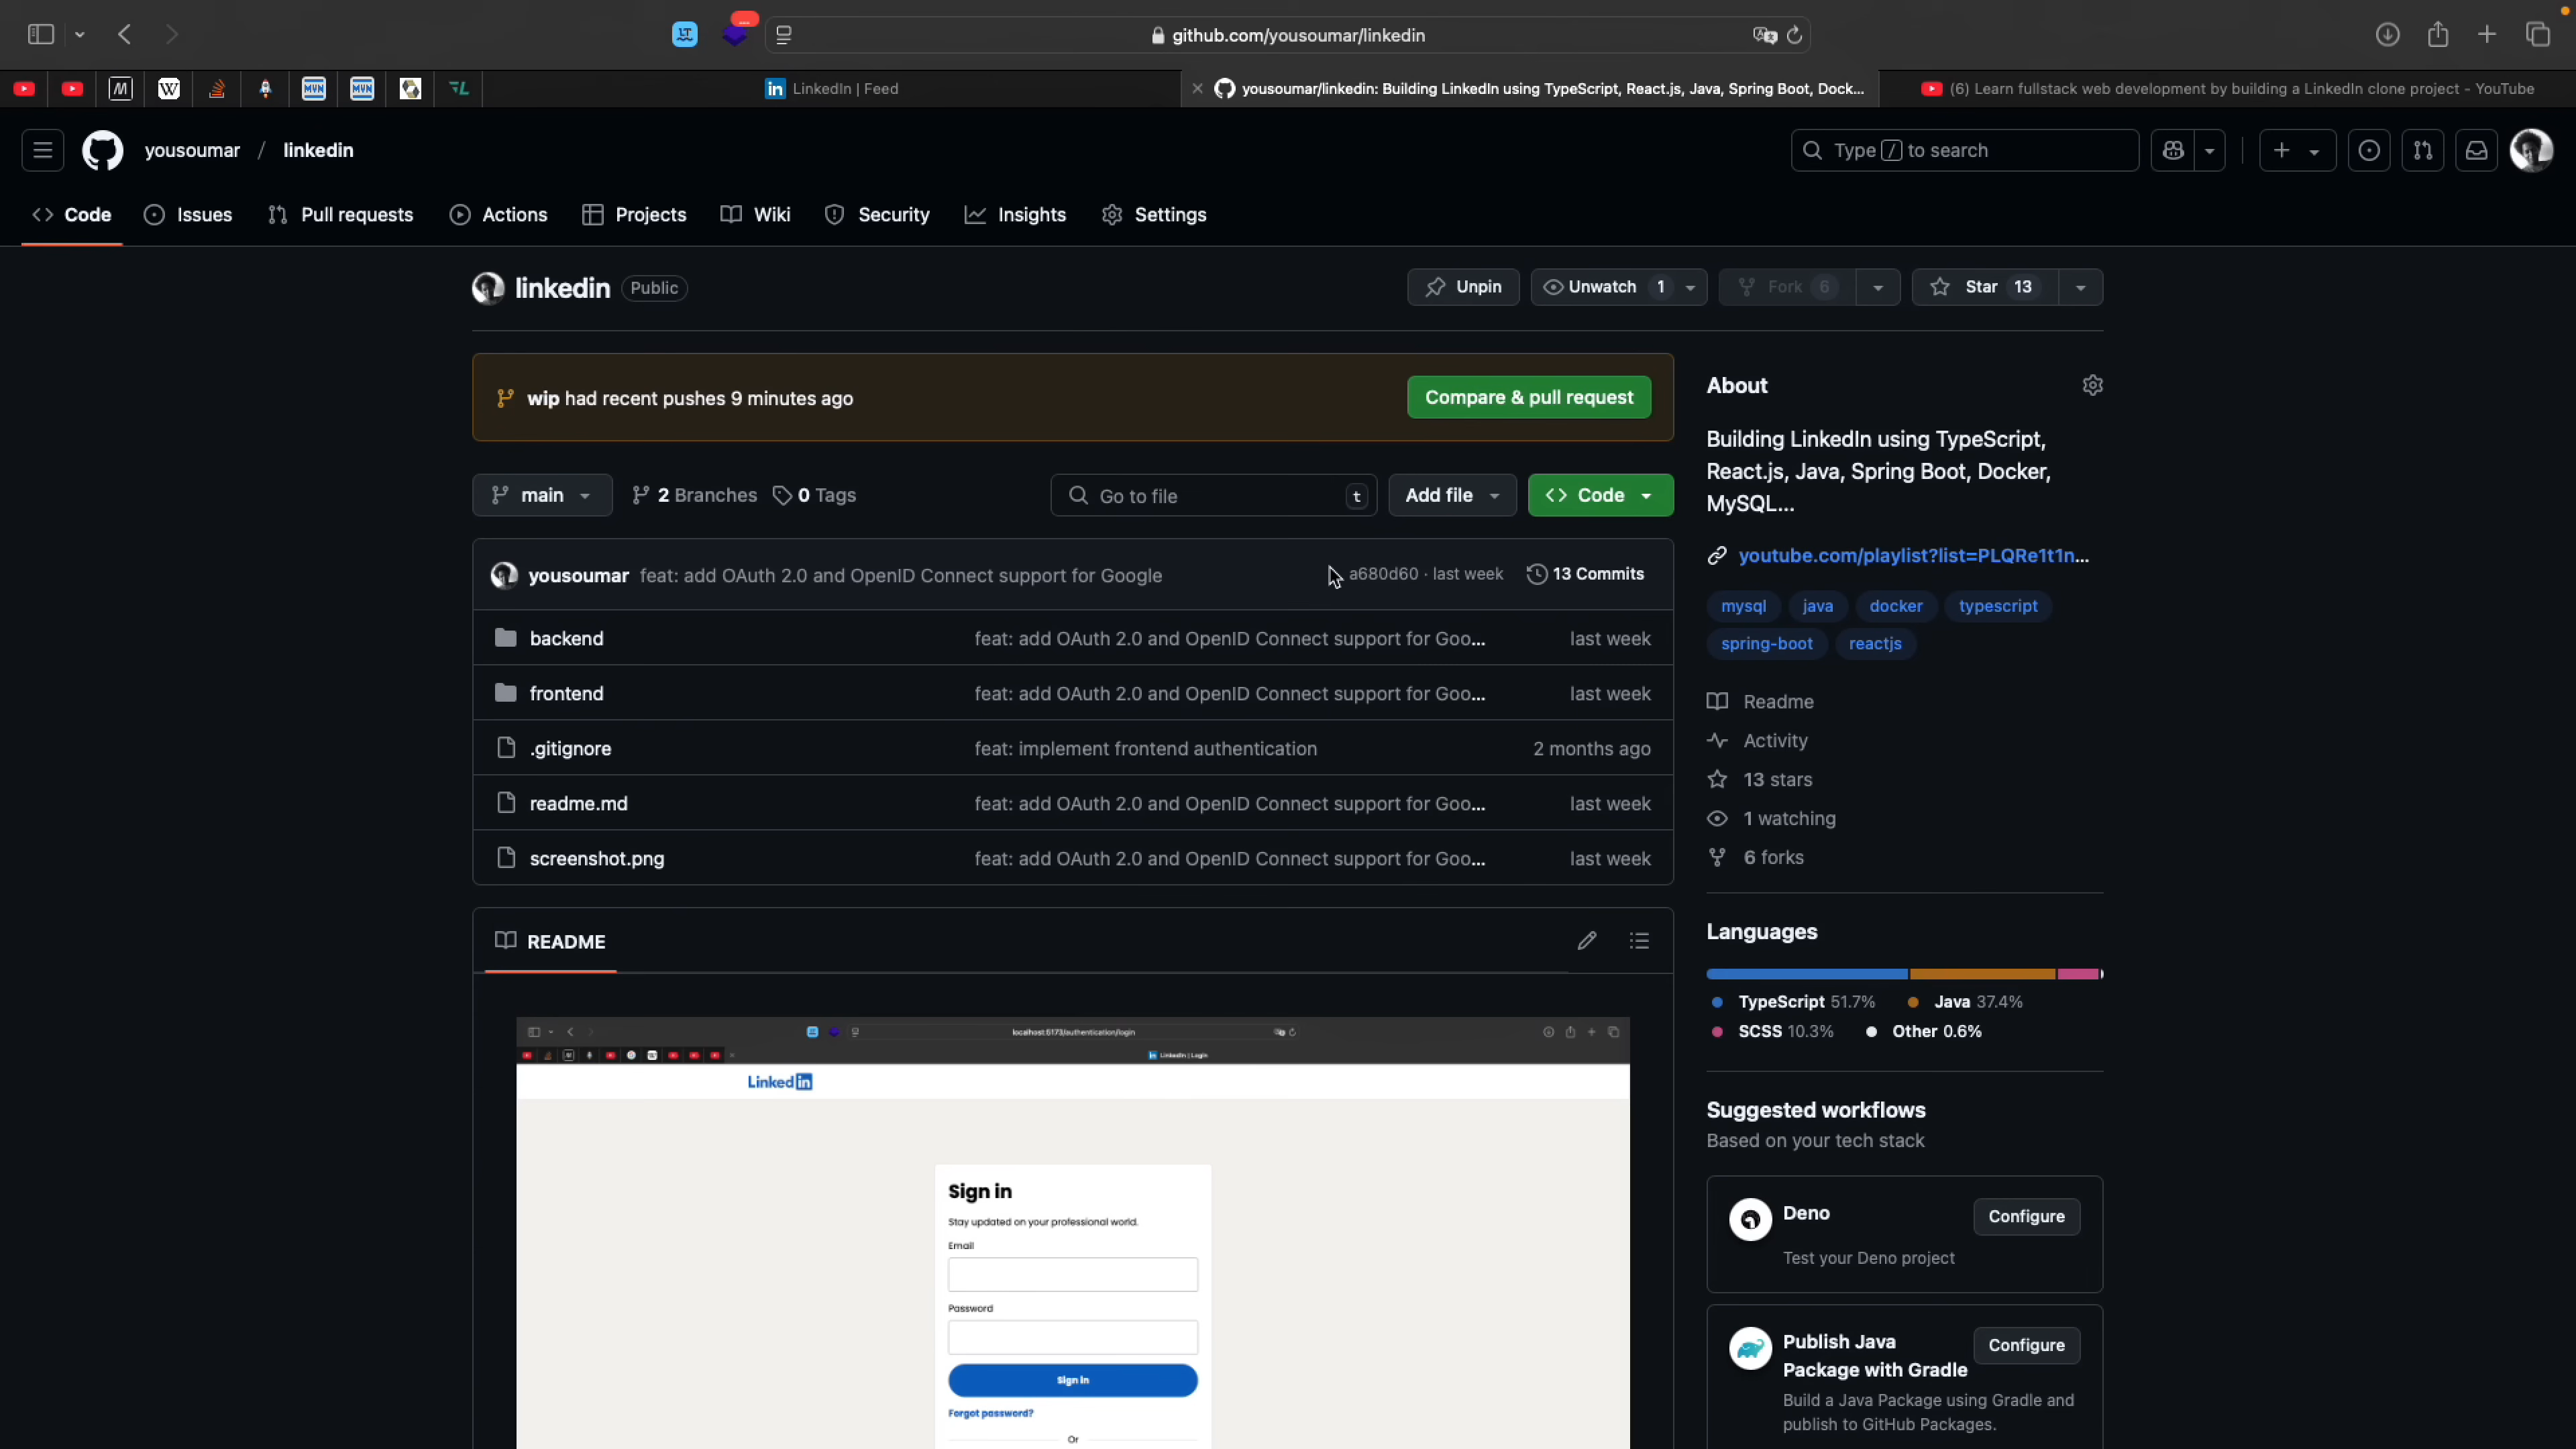 LT
...
github.com/yousoumar/linkedin
M
W
MVN
MVN
in LinkedIn | Feed
yousoumar/linkedin: Building LinkedIn using TypeScript, React.js, Java, Spring Boot, Dock...
(6) Learn fullstack web development by building a LinkedIn clone project - YouTube
yousoumar / linkedin
Type / to search
Code
Issues
Pull requests
Actions
Projects
Wiki
Security
Insights
Settings
linkedin Public
Unpin
Unwatch 1
Fork 6
Star 13
wip had recent pushes 9 minutes ago
Compare & pull request
main
2 Branches
0 Tags
Go to file t
Add file
Code
yousoumar feat: add OAuth 2.0 and OpenID Connect support for Google
a680d60 · last week
13 Commits
backend feat: add OAuth 2.0 and OpenID Connect support for Goo... last week
frontend feat: add OAuth 2.0 and OpenID Connect support for Goo... last week
.gitignore feat: implement frontend authentication 2 months ago
readme.md feat: add OAuth 2.0 and OpenID Connect support for Goo... last week
screenshot.png feat: add OAuth 2.0 and OpenID Connect support for Goo... last week
README
localhost:5173/authentication/login
LinkedIn | Login
Linked in
Sign in
Stay updated on your professional world.
Email
Password
Sign in
Forgot password?
Or
About
Building LinkedIn using TypeScript,
React.js, Java, Spring Boot, Docker,
MySQL...
youtube.com/playlist?list=PLQRe1t1n...
mysql java docker typescript
spring-boot reactjs
Readme
Activity
13 stars
1 watching
6 forks
Languages
TypeScript 51.7% Java 37.4%
SCSS 10.3% Other 0.6%
Suggested workflows
Based on your tech stack
Deno
Configure
Test your Deno project
Publish Java
Package with Gradle
Configure
Build a Java Package using Gradle and
publish to GitHub Packages.